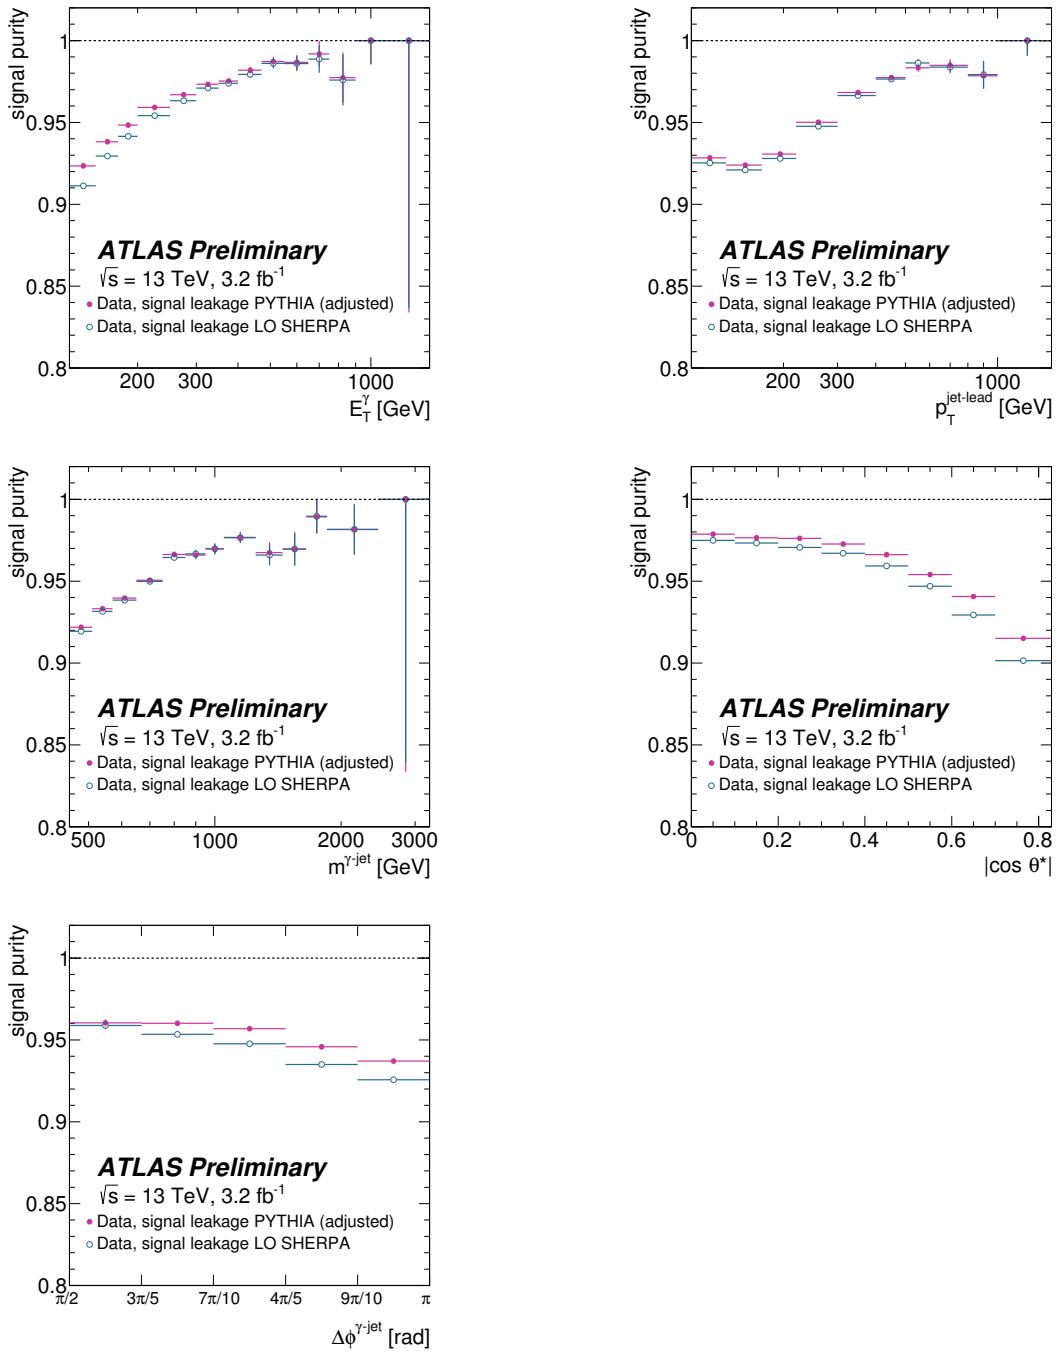 signal purity
1
0.95
0.9
0.85
0.8
ATLAS Preliminary
√s = 13 TeV, 3.2 fb⁻¹
Data, signal leakage PYTHIA (adjusted)
Data, signal leakage LO SHERPA
200 300 1000
E_T^γ [GeV]
signal purity
1
0.95
0.9
0.85
0.8
ATLAS Preliminary
√s = 13 TeV, 3.2 fb⁻¹
Data, signal leakage PYTHIA (adjusted)
Data, signal leakage LO SHERPA
200 300 1000
p_T^jet-lead [GeV]
signal purity
1
0.95
0.9
0.85
0.8
ATLAS Preliminary
√s = 13 TeV, 3.2 fb⁻¹
Data, signal leakage PYTHIA (adjusted)
Data, signal leakage LO SHERPA
500 1000 2000 3000
m^γ-jet [GeV]
signal purity
1
0.95
0.9
0.85
0.8
ATLAS Preliminary
√s = 13 TeV, 3.2 fb⁻¹
Data, signal leakage PYTHIA (adjusted)
Data, signal leakage LO SHERPA
0 0.2 0.4 0.6 0.8
|cos θ*|
signal purity
1
0.95
0.9
0.85
0.8
ATLAS Preliminary
√s = 13 TeV, 3.2 fb⁻¹
Data, signal leakage PYTHIA (adjusted)
Data, signal leakage LO SHERPA
π/2 3π/5 7π/10 4π/5 9π/10 π
Δϕ^γ-jet [rad]